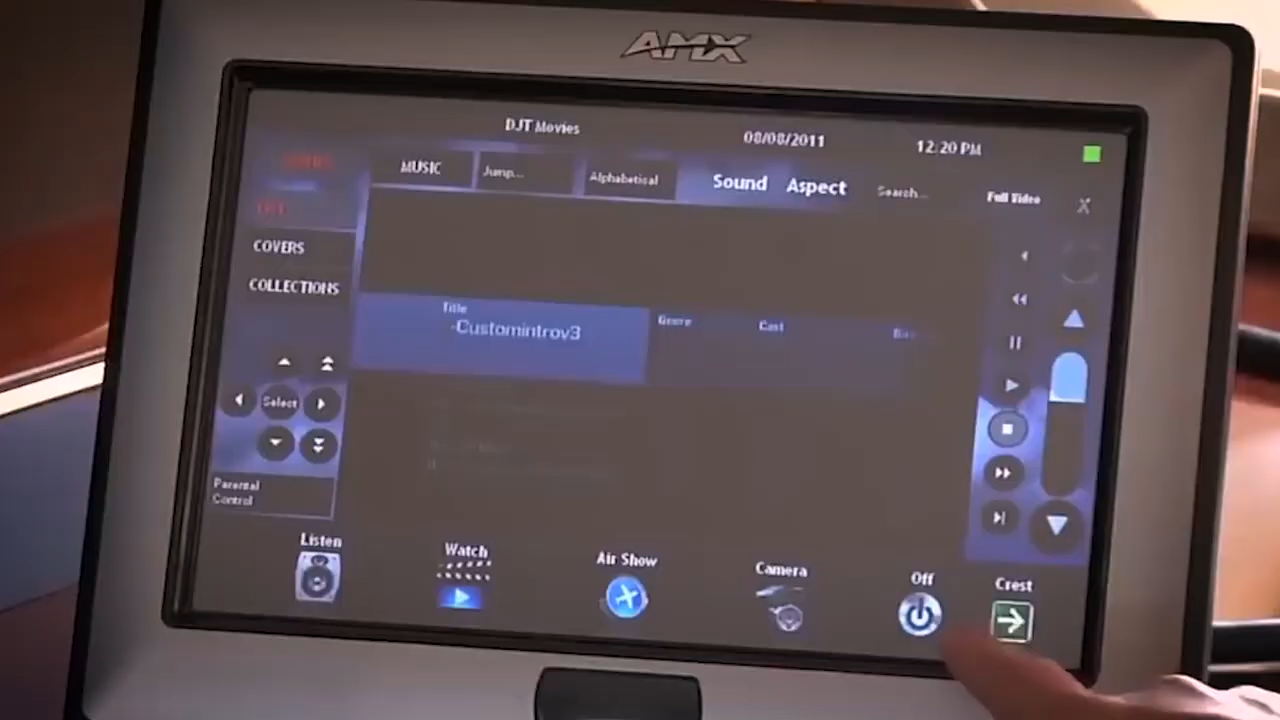 AMX
DJT Movies
08/08/2011
12:20 PM
MUSIC
Jump...
Alphabetical
Sound
Aspect
Search...
Full Video
X
LIST
COVERS
COLLECTIONS
Title
-Customintrov3
Genre
Cast
Select
Parental
Control
Listen
Watch
Air Show
Camera
Off
Crest